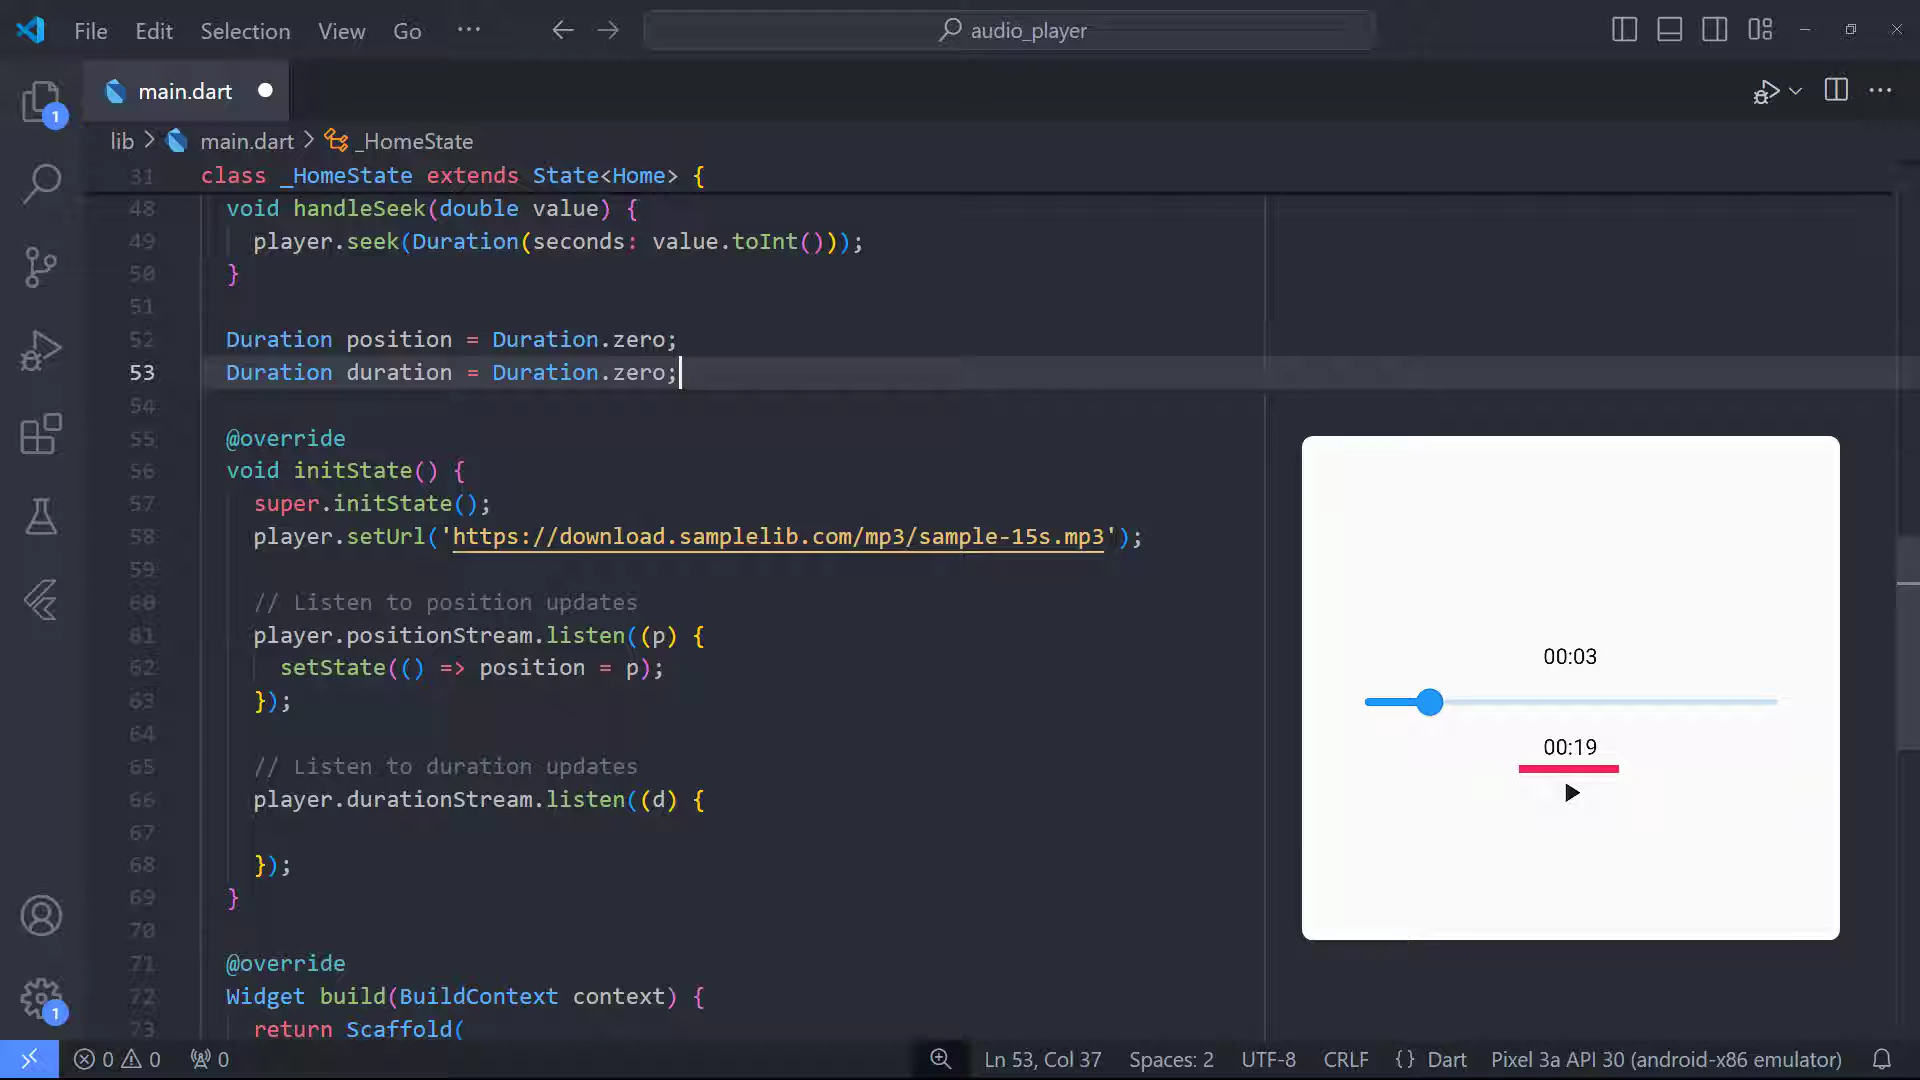 File Edit Selection View Go ··· audio_player
main.dart
lib > main.dart > _HomeState
31 class _HomeState extends State<Home> {
48 void handleSeek(double value) {
49 player.seek(Duration(seconds: value.toInt()));
50 }
51
52 Duration position = Duration.zero;
53 Duration duration = Duration.zero;
54
55 @override
56 void initState() {
57 super.initState();
58 player.setUrl('https://download.samplelib.com/mp3/sample-15s.mp3');
59
60 // Listen to position updates
61 player.positionStream.listen((p) {
62 setState(() => position = p);
63 });
64
65 // Listen to duration updates
66 player.durationStream.listen((d) {
67
68 });
69 }
70
71 @override
72 Widget build(BuildContext context) {
73 return Scaffold(
1
1
00:03
00:19
0 0 0 Ln 53, Col 37 Spaces: 2 UTF-8 CRLF {} Dart Pixel 3a API 30 (android-x86 emulator)